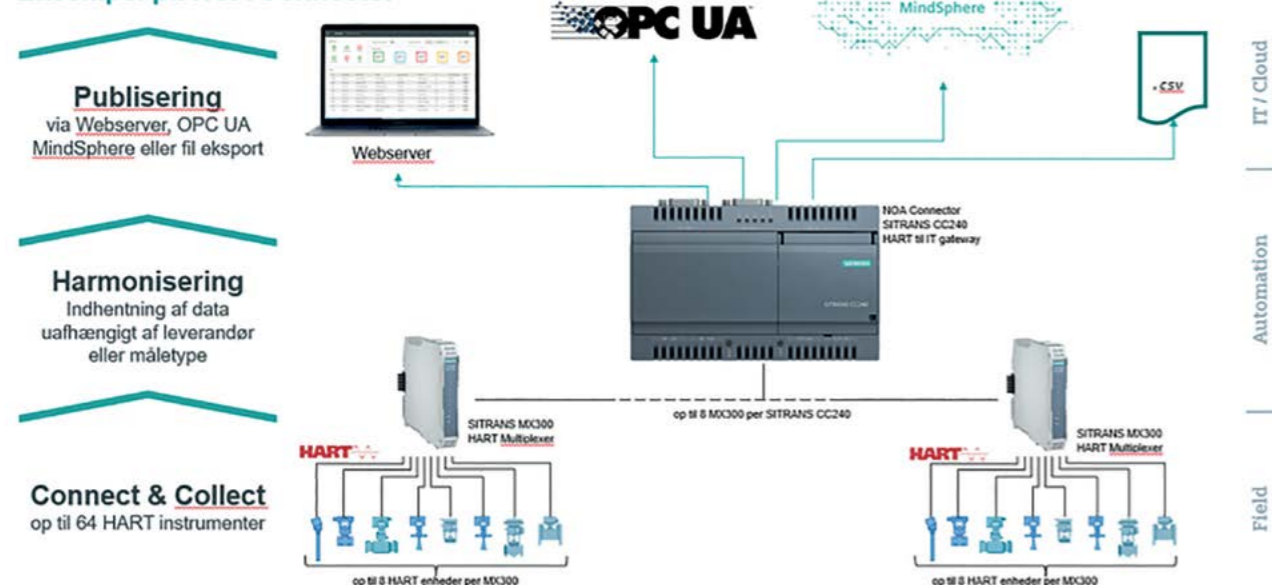 OPC UA
MindSphere
.csv
IT / Cloud
Publisering
via Webserver, OPC UA
MindSphere eller fil eksport
Webserver
NOA Connector
SITRANS CC240
HART til IT gateway
SIEMENS
SITRANS CC240
Automation
Harmonisering
Indhentning af data
uafhængigt af leverandør
eller måletype
op til 8 MX300 per SITRANS CC240
SITRANS MX300
HART Multiplexer
HART
SITRANS MX300
HART Multiplexer
HART
Connect & Collect
op til 64 HART instrumenter
Field
op til 8 HART enheder per MX300
op til 8 HART enheder per MX300